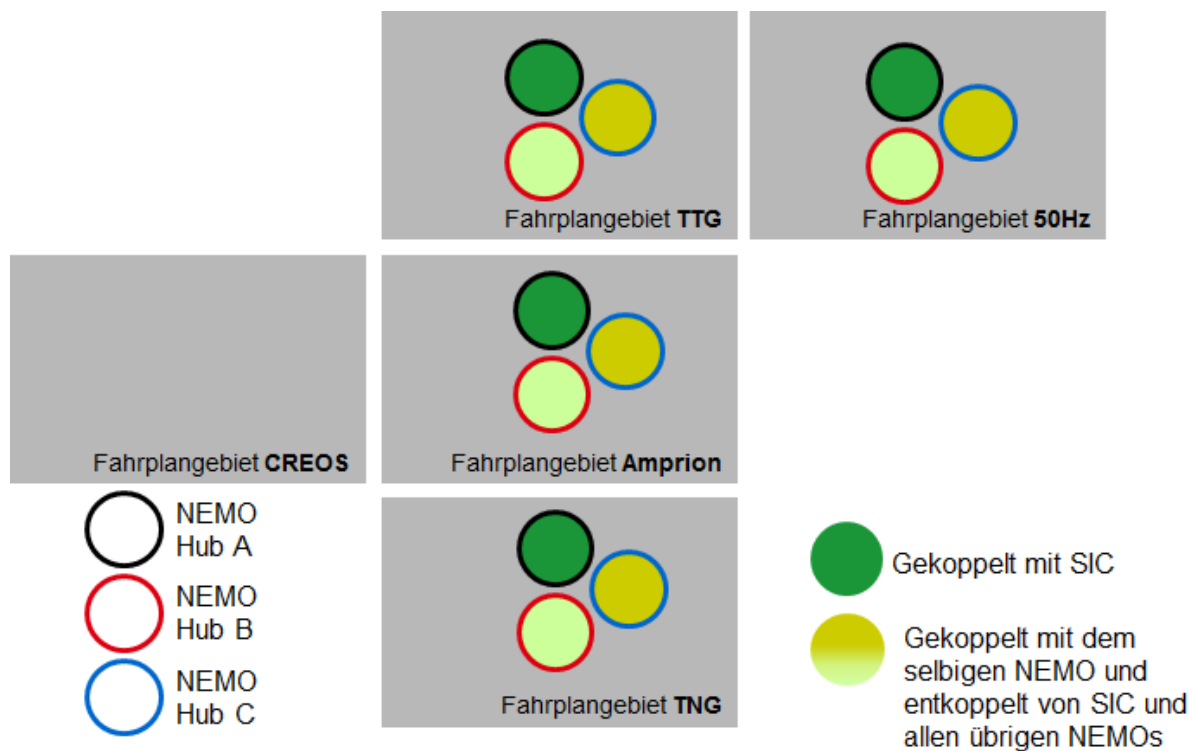 Fahrplangebiet TTG
Fahrplangebiet 50Hz
Fahrplangebiet CREOS
Fahrplangebiet Amprion
NEMO
Hub A
NEMO
Hub B
NEMO
Hub C
Fahrplangebiet TNG
Gekoppelt mit SIC
Gekoppelt mit dem
selbigen NEMO und
entkoppelt von SIC und
allen übrigen NEMOs